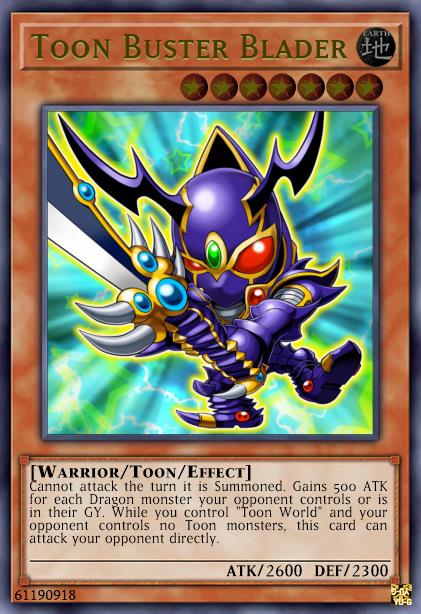 TOON BUSTER BLADER
EARTH
地
[WARRIOR/TOON/EFFECT]
Cannot attack the turn it is Summoned. Gains 500 ATK
for each Dragon monster your opponent controls or is
in their GY. While you control "Toon World" and your
opponent controls no Toon monsters, this card can
attack your opponent directly.
ATK/2600 DEF/2300
61190918